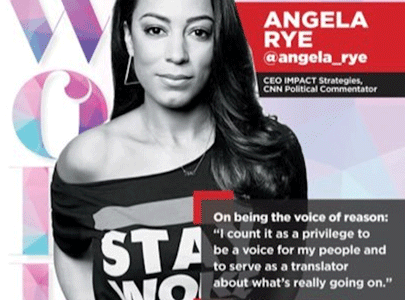 W
O
ANGELA
RYE
@angela_rye
CEO IMPACT Strategies,
CNN Political Commentator
STA
WO
On being the voice of reason:
“I count it as a privilege to
be a voice for my people and
to serve as a translator
about what’s really going on.”